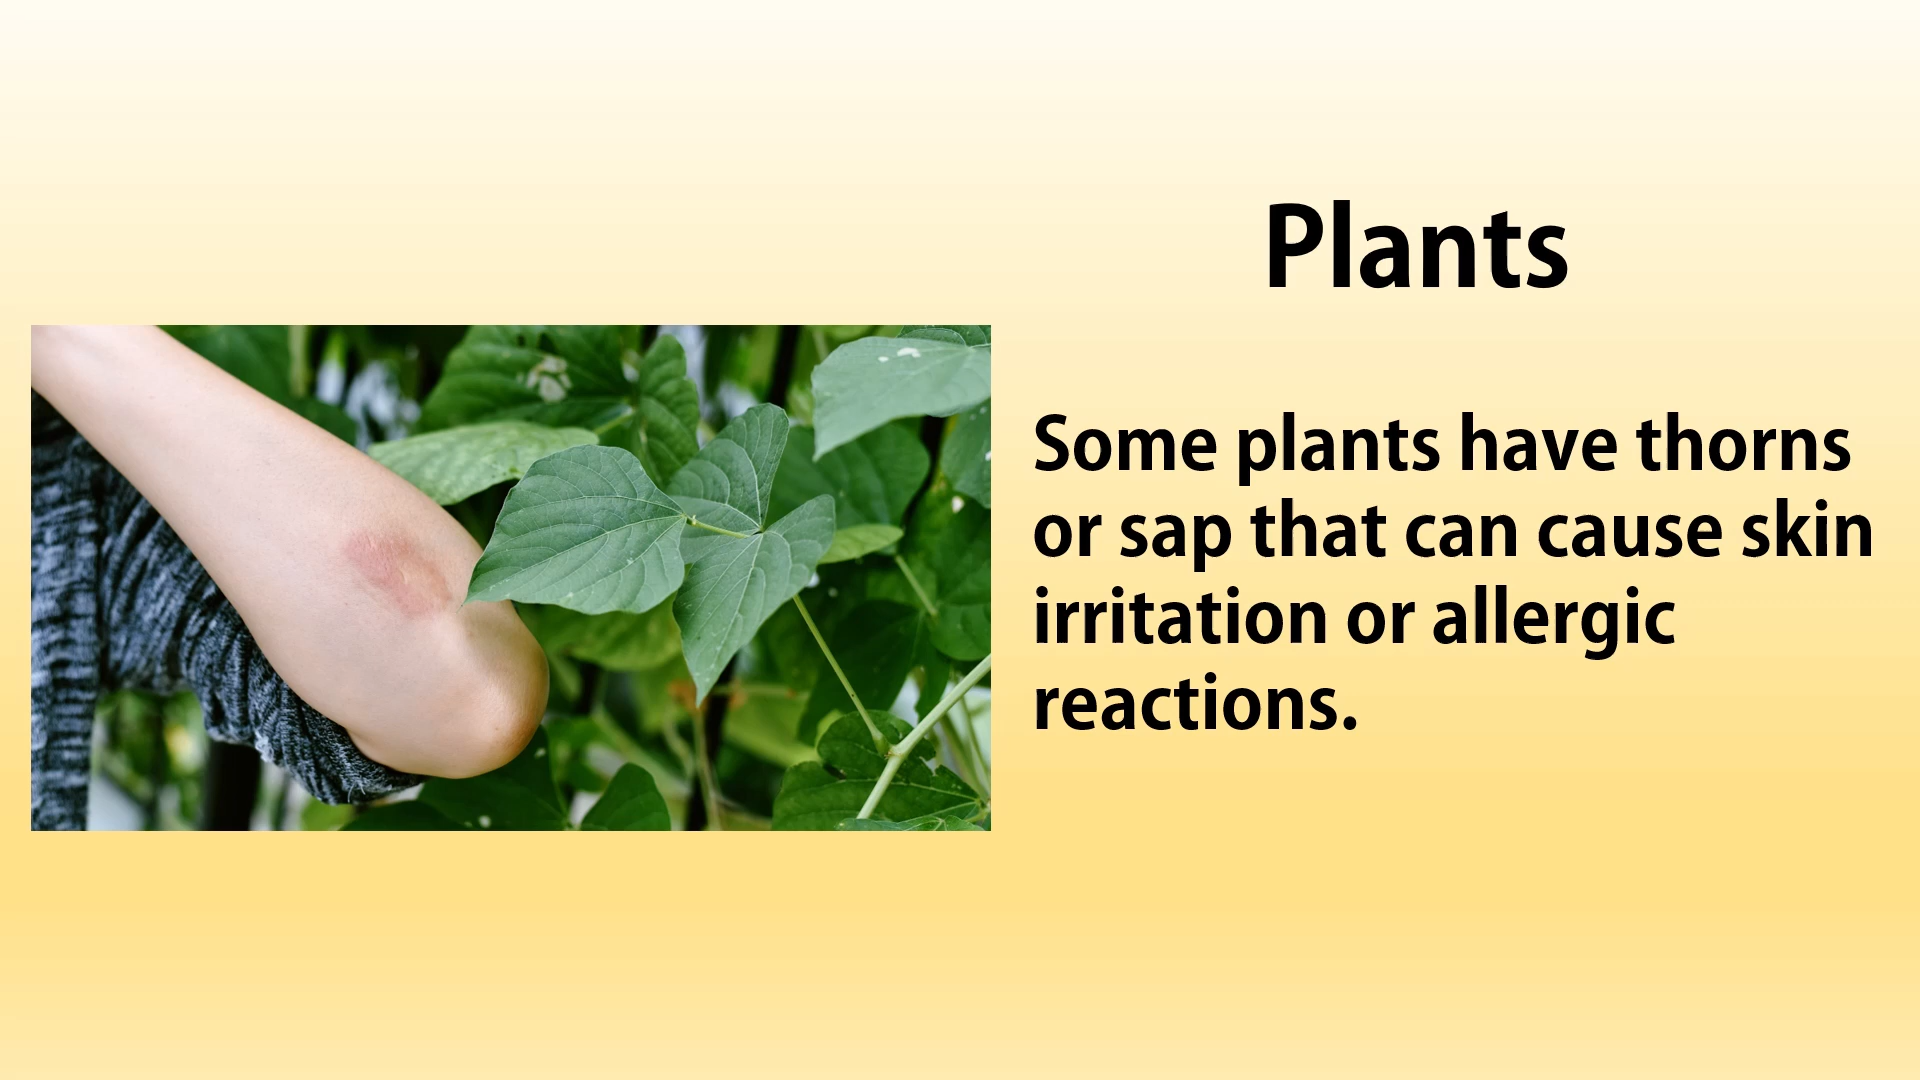 Plants
Some plants have thorns
or sap that can cause skin
irritation or allergic
reactions.